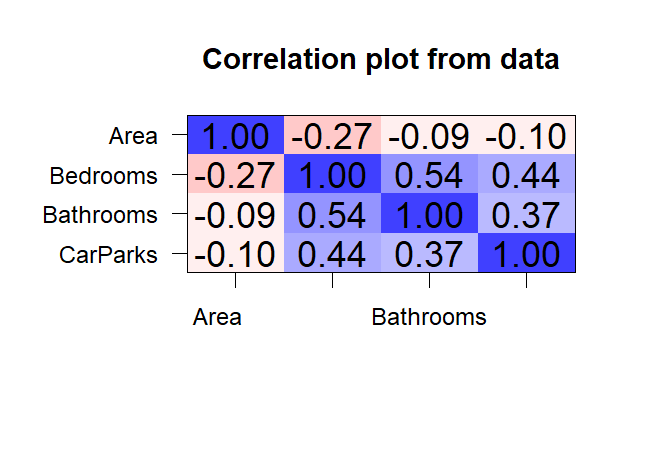 Correlation plot from data
Area 1.00 -0.27 -0.09 -0.10
Bedrooms -0.27 1.00 0.54 0.44
Bathrooms -0.09 0.54 1.00 0.37
CarParks -0.10 0.44 0.37 1.00
Area Bathrooms